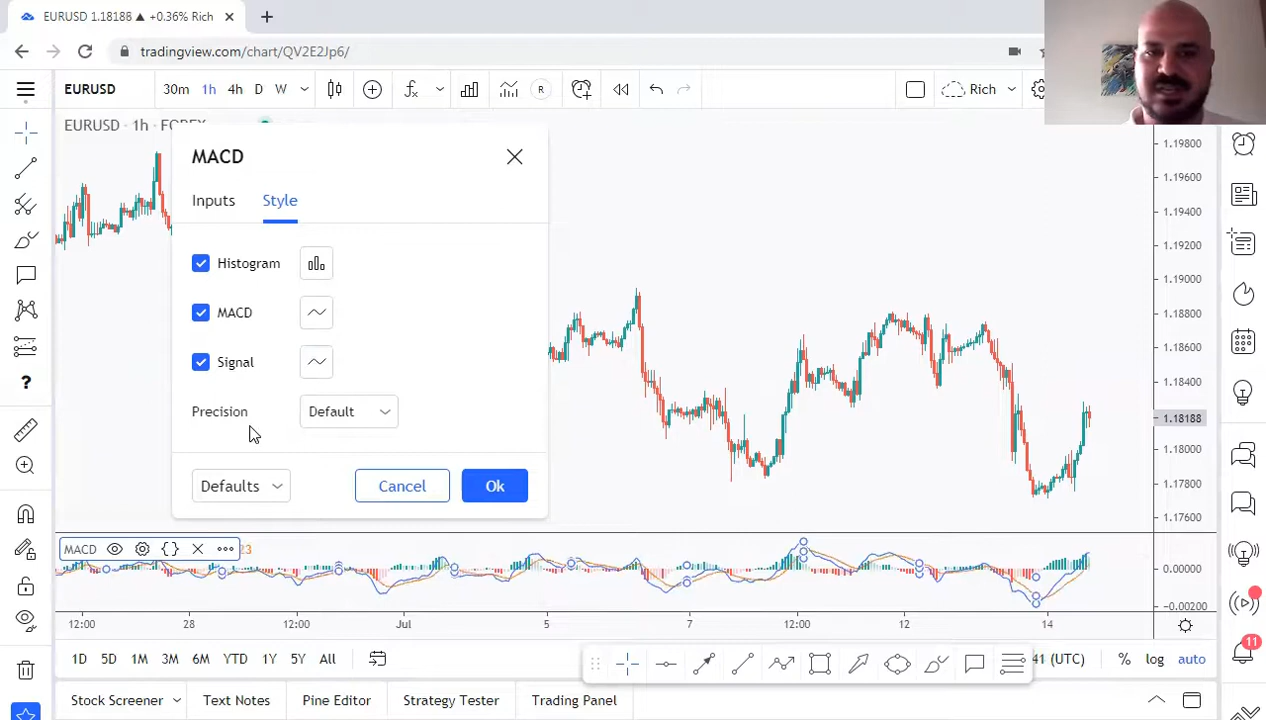 EURUSD 1.18188 ▲ +0.36% Rich
tradingview.com/chart/QV2E2Jp6/
EURUSD 30m 1h 4h D W R Rich
EURUSD · 1h ·
MACD
Inputs Style
Histogram
MACD
Signal
Precision Default
Defaults Cancel Ok
1.19800
1.19600
1.19400
1.19200
1.19000
1.18800
1.18600
1.18400
1.18188
1.18000
1.17800
1.17600
MACD 23
0.00000
-0.00200
12:00 28 12:00 Jul 5 7 12:00 12 14
1D 5D 1M 3M 6M YTD 1Y 5Y All 41 (UTC) % log auto
11
Stock Screener Text Notes Pine Editor Strategy Tester Trading Panel